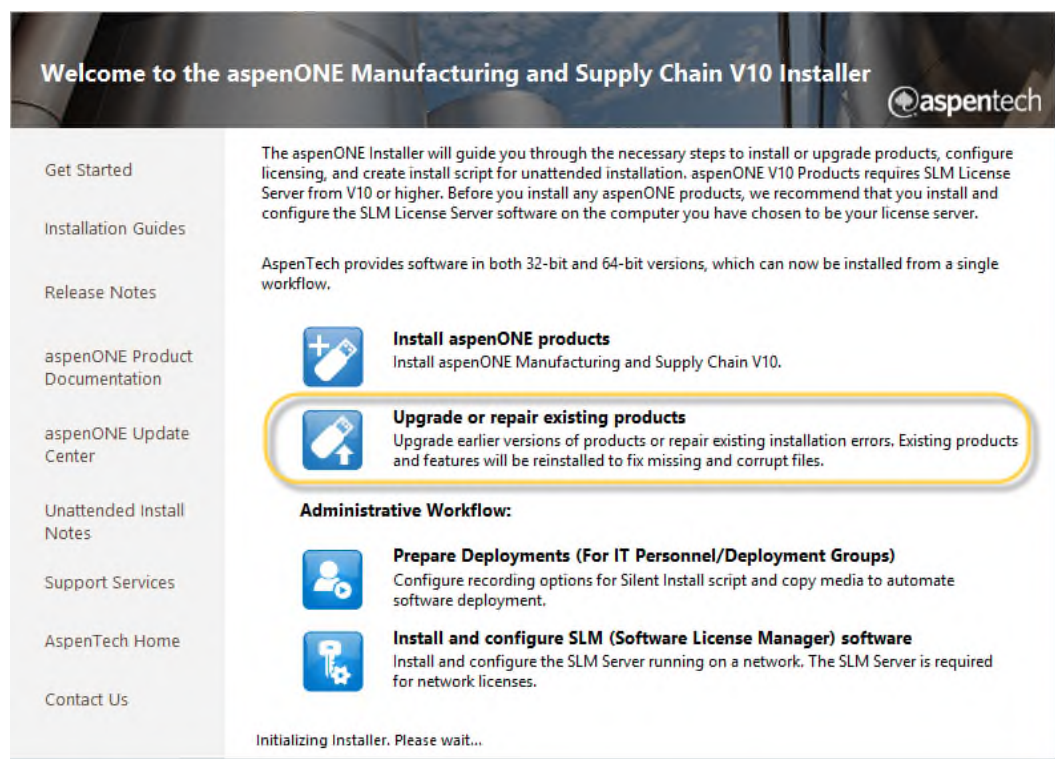 Welcome to the aspenONE Manufacturing and Supply Chain V10 Installer
aspentech
Get Started
Installation Guides
Release Notes
aspenONE Product
Documentation
aspenONE Update
Center
Unattended Install
Notes
Support Services
AspenTech Home
Contact Us
The aspenONE Installer will guide you through the necessary steps to install or upgrade products, configure
licensing, and create install script for unattended installation. aspenONE V10 Products requires SLM License
Server from V10 or higher. Before you install any aspenONE products, we recommend that you install and
configure the SLM License Server software on the computer you have chosen to be your license server.
AspenTech provides software in both 32-bit and 64-bit versions, which can now be installed from a single
workflow.
Install aspenONE products
Install aspenONE Manufacturing and Supply Chain V10.
Upgrade or repair existing products
Upgrade earlier versions of products or repair existing installation errors. Existing products
and features will be reinstalled to fix missing and corrupt files.
Administrative Workflow:
Prepare Deployments (For IT Personnel/Deployment Groups)
Configure recording options for Silent Install script and copy media to automate
software deployment.
Install and configure SLM (Software License Manager) software
Install and configure the SLM Server running on a network. The SLM Server is required
for network licenses.
Initializing Installer. Please wait...